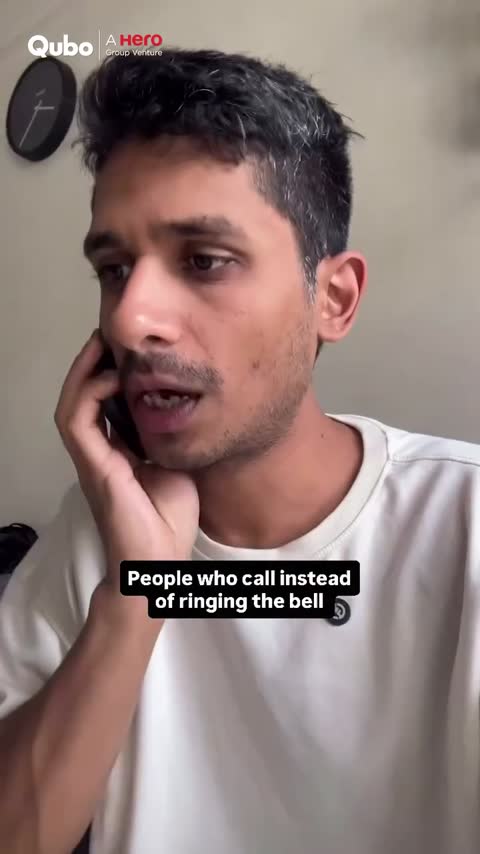 Qubo
A Hero
Group Venture
People who call instead
of ringing the bell